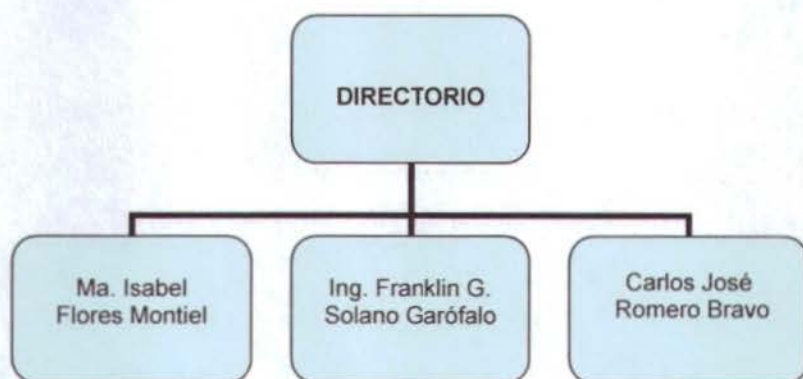 DIRECTORIO
Ma. Isabel
Flores Montiel
Ing. Franklin G.
Solano Garófalo
Carlos José
Romero Bravo